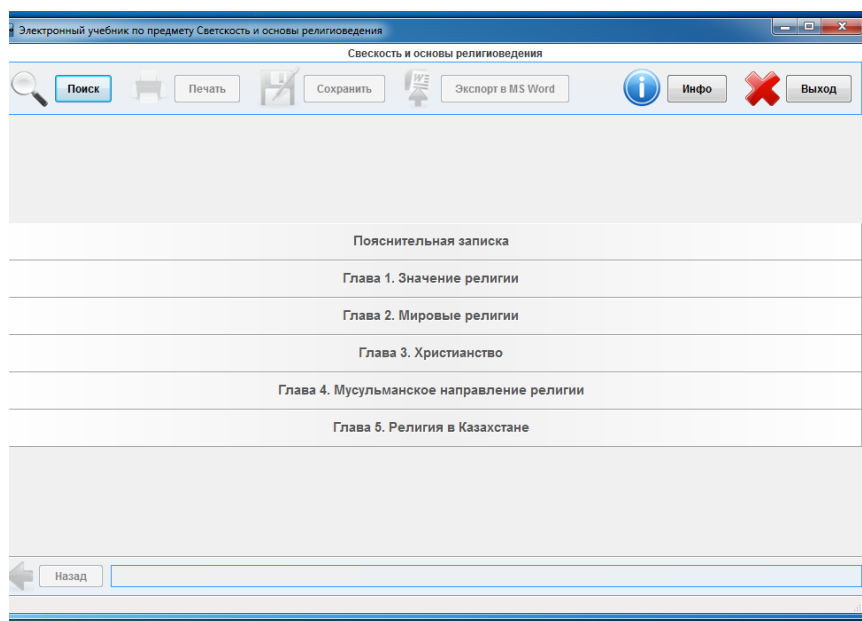 Электронный учебник по предмету Светскость и основы религиоведения
Свескость и основы религиоведения
Поиск Печать Сохранить Экспорт в MS Word Инфо Выход
Пояснительная записка
Глава 1. Значение религии
Глава 2. Мировые религии
Глава 3. Христианство
Глава 4. Мусульманское направление религии
Глава 5. Религия в Казахстане
Назад